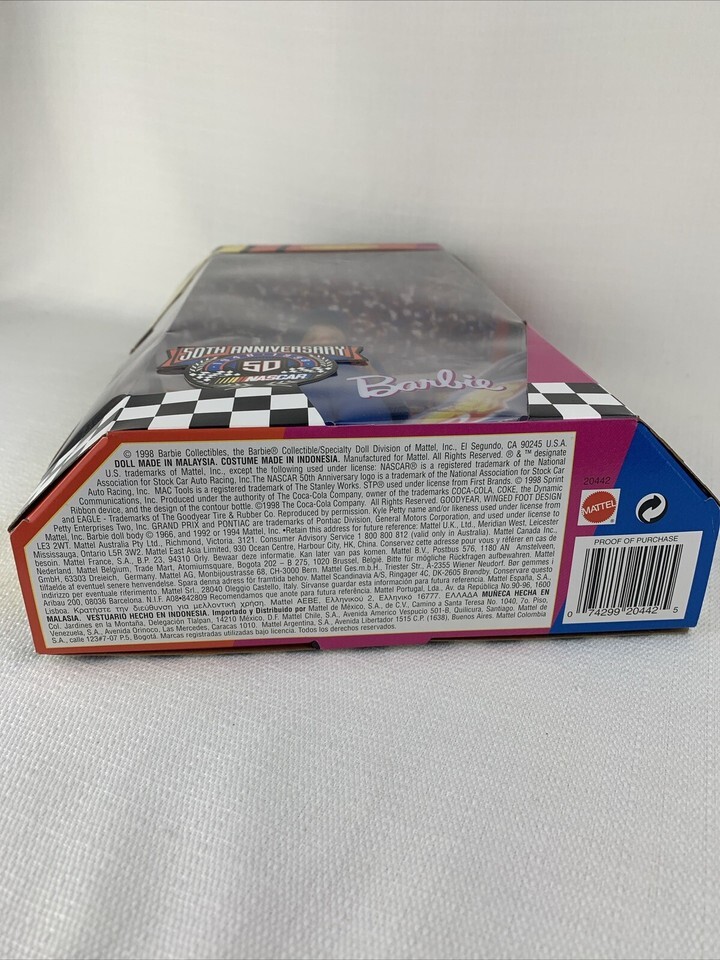 50TH ANNIVERSARY
50
NASCAR
Barbie
© 1998 Barbie Collectibles, the Barbie® Collectible/Specialty Doll Division of Mattel, Inc., El Segundo, CA 90245 U.S.A.
DOLL MADE IN MALAYSIA. COSTUME MADE IN INDONESIA. Manufactured for Mattel. All Rights Reserved. ® & ™ designate
U.S. trademarks of Mattel, Inc., except the following used under license: NASCAR® is a registered trademark of the National
Association for Stock Car Auto Racing, Inc. The NASCAR 50th Anniversary logo is a trademark of the National Association for Stock Car
Auto Racing, Inc. MAC Tools is a registered trademark of The Stanley Works. STP® used under license from First Brands. © 1998 Sprint
Communications, Inc. Produced under the authority of The Coca-Cola Company, owner of the trademarks COCA-COLA, COKE, the Dynamic
Ribbon device, and the design of the contour bottle. ©1998 The Coca-Cola Company. All Rights Reserved. GOODYEAR, WINGED FOOT DESIGN
and EAGLE - Trademarks of The Goodyear Tire & Rubber Co. Reproduced by permission. Kyle Petty name and/or likeness used under license from
Petty Enterprises Two, Inc. GRAND PRIX and PONTIAC are trademarks of Pontiac Division, General Motors Corporation, and used under license to
Mattel, Inc. Barbie doll body © 1966, and 1992 or 1994 Mattel, Inc. •Retain this address for future reference: Mattel U.K., Ltd., Meridian West, Leicester
LE3 2WT. Mattel Australia Pty Ltd., Richmond, Victoria. 3121. Consumer Advisory Service 1 800 800 812 (valid only in Australia). Mattel Canada Inc.,
Mississauga, Ontario L5R 3W2. Mattel East Asia Limited, 930 Ocean Centre, Harbour City, HK, China. Conservez cette adresse pour vous y référer en cas de
besoin. Mattel France, S.A., B.P. 23, 94310 Orly. Bewaar deze informatie. Kan later van pas komen. Mattel B.V., Postbus 576, 1180 AN Amstelveen,
Nederland. Mattel Belgium, Trade Mart, Atomiumsquare, Bogota 202 – B 275, 1020 Brussel, België. Bitte für mögliche Rückfragen aufbewahren. Mattel
GmbH, 63303 Dreieich, Germany. Mattel AG, Monbijoustrasse 68, CH-3000 Bern. Mattel Ges.m.b.H., Triester Str., A-2355 Wiener Neudorf. Bør gemmes i
tilfælde af eventuel senere henvendelse. Spara denna adress för framtida behov. Mattel Scandinavia A/S, Ringager 4C, DK-2605 Brøndby. Conservare questo
indirizzo per eventuale riferimento. Mattel Srl., 28040 Oleggio Castello, Italy. Sírvanse guardar esta información para futura referencia. Mattel España, S.A.,
Aribau 200, 08036 Barcelona. N.I.F. A08•842809 Recomendamos que anote para futura referência. Mattel Portugal, Lda., Av. da República No. 90-96, 1600
Lisboa. Κρατηστε την διευθυνση για μελλοντική χρηση. Mattel AEBE, Ελληνικου 2, Ελληνικο 16777, ΕΛΛΑΔΑ MUÑECA HECHA EN
MALASIA. VESTUARIO HECHO EN INDONESIA. Importado y Distribuido por Mattel de México, S.A., de C.V., Camino a Santa Teresa No. 1040, 7o. Piso,
Col. Jardines en la Montaña, Delegación Tlalpan, 14210 México, D.F. Mattel Chile, S.A., Avenida Americo Vespucio 501-B, Quilicura, Santiago. Mattel de
Venezuela, S.A., Avenida Orinoco, Las Mercedes, Caracas 1010. Mattel Argentina, S.A., Avenida Libertador 1515 C.P. (1638), Buenos Aires. Mattel Colombia
S.A., calle 123#7-07 P.5, Bogotá. Marcas registradas utilizadas bajo licencia. Todos los derechos reservados.
20442
MATTEL
PROOF OF PURCHASE
0 74299 20442 5